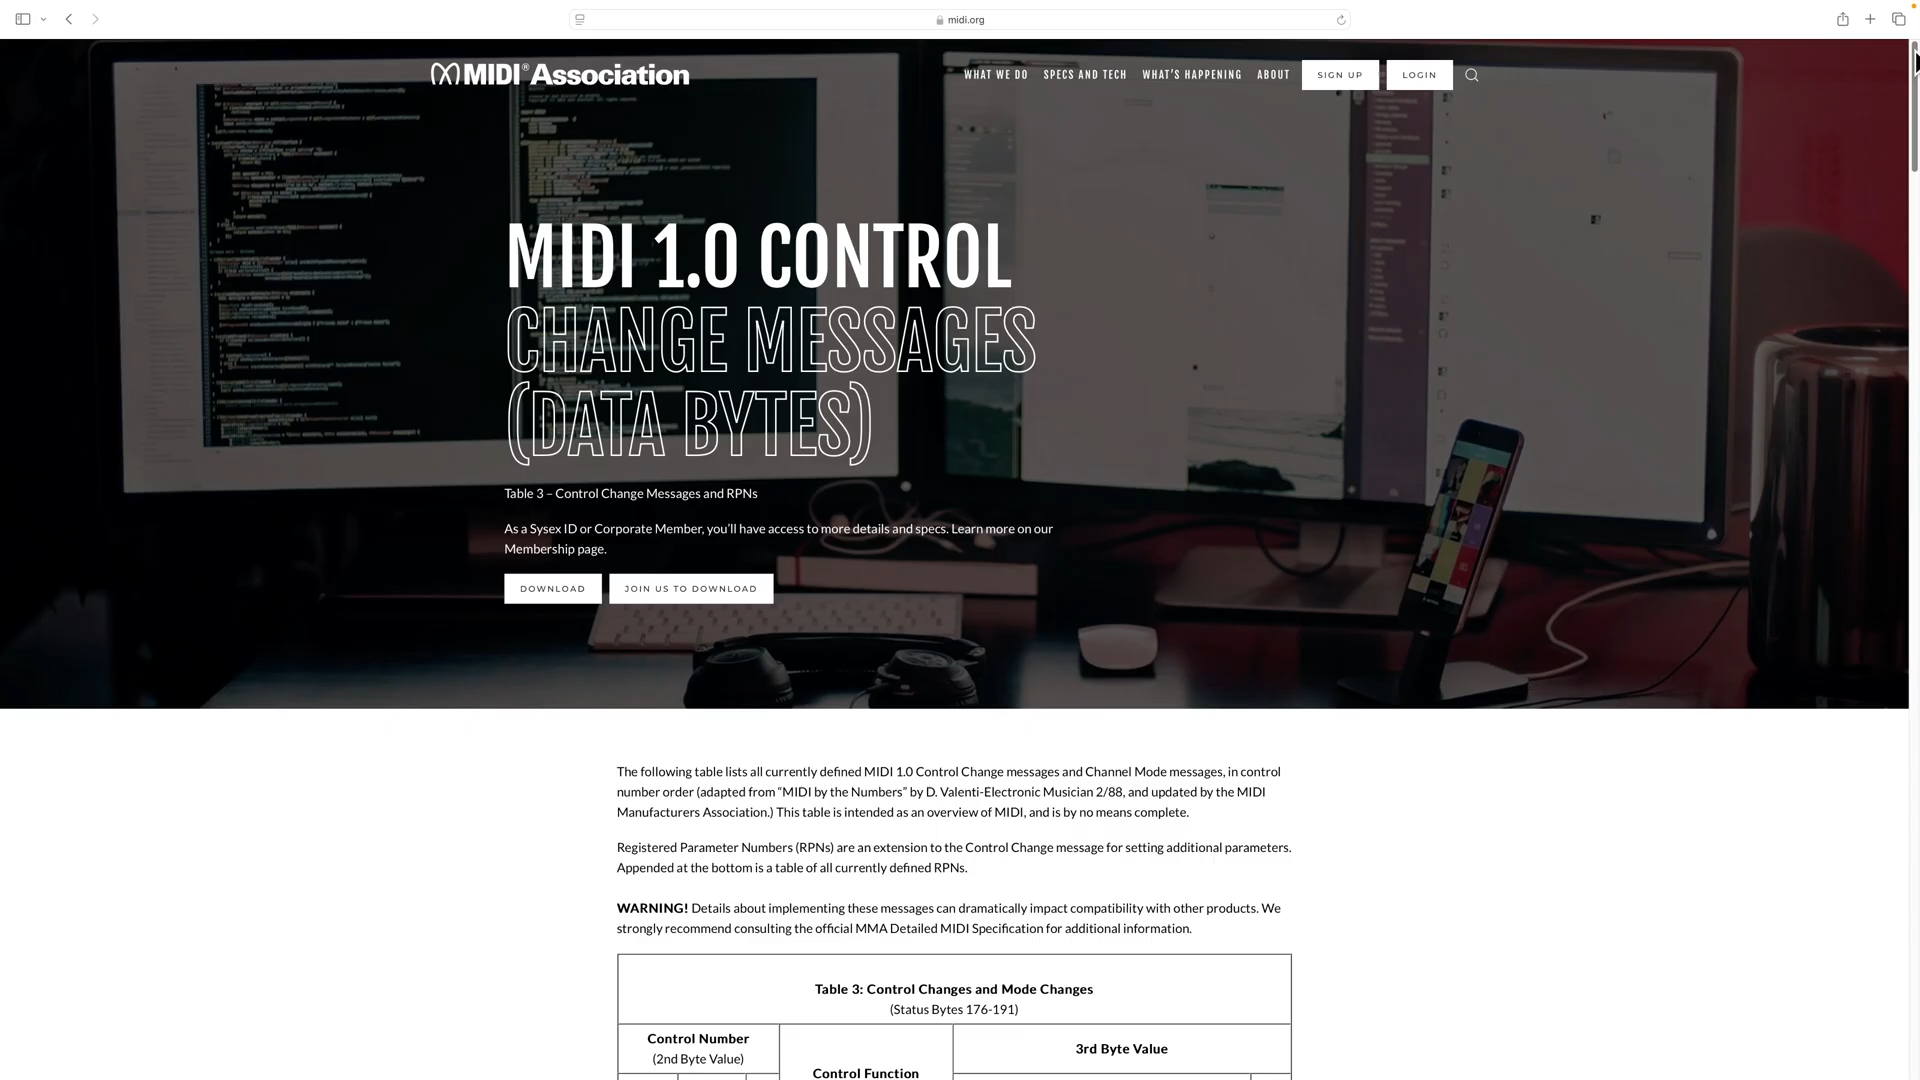 midi.org
MIDI® Association
WHAT WE DO SPECS AND TECH WHAT'S HAPPENING ABOUT SIGN UP LOGIN
MIDI 1.0 CONTROL
CHANGE MESSAGES
(DATA BYTES)
Table 3 – Control Change Messages and RPNs
As a Sysex ID or Corporate Member, you'll have access to more details and specs. Learn more on our
Membership page.
DOWNLOAD JOIN US TO DOWNLOAD
The following table lists all currently defined MIDI 1.0 Control Change messages and Channel Mode messages, in control
number order (adapted from “MIDI by the Numbers” by D. Valenti-Electronic Musician 2/88, and updated by the MIDI
Manufacturers Association.) This table is intended as an overview of MIDI, and is by no means complete.
Registered Parameter Numbers (RPNs) are an extension to the Control Change message for setting additional parameters.
Appended at the bottom is a table of all currently defined RPNs.
WARNING! Details about implementing these messages can dramatically impact compatibility with other products. We
strongly recommend consulting the official MMA Detailed MIDI Specification for additional information.
Table 3: Control Changes and Mode Changes
(Status Bytes 176-191)
Control Number
(2nd Byte Value)
Control Function
3rd Byte Value